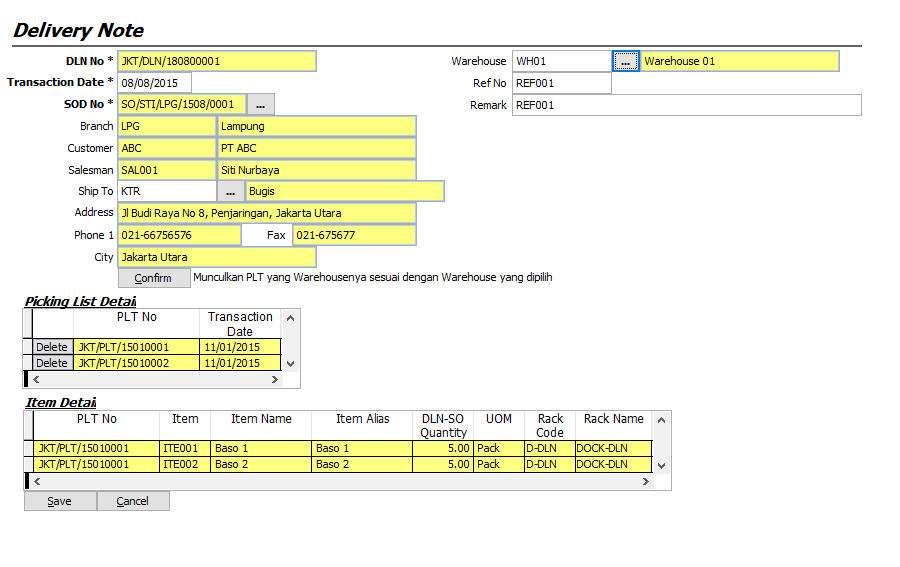 Delivery Note
DLN No * JKT/DLN/180800001 Warehouse WH01 ... Warehouse 01
Transaction Date * 08/08/2015 Ref No REF001
SOD No * SO/STI/LPG/1508/0001 ... Remark REF001
Branch LPG Lampung
Customer ABC PT ABC
Salesman SAL001 Siti Nurbaya
Ship To KTR ... Bugis
Address Jl Budi Raya No 8, Penjaringan, Jakarta Utara
Phone 1 021-66756576 Fax 021-675677
City Jakarta Utara
Confirm Munculkan PLT yang Warehousenya sesuai dengan Warehouse yang dipilih
Picking List Detail
PLT No Transaction Date
Delete JKT/PLT/15010001 11/01/2015
Delete JKT/PLT/15010002 11/01/2015
Item Detail
PLT No Item Item Name Item Alias DLN-SO Quantity UOM Rack Code Rack Name
JKT/PLT/15010001 ITE001 Baso 1 Baso 1 5.00 Pack D-DLN DOCK-DLN
JKT/PLT/15010001 ITE002 Baso 2 Baso 2 5.00 Pack D-DLN DOCK-DLN
Save Cancel